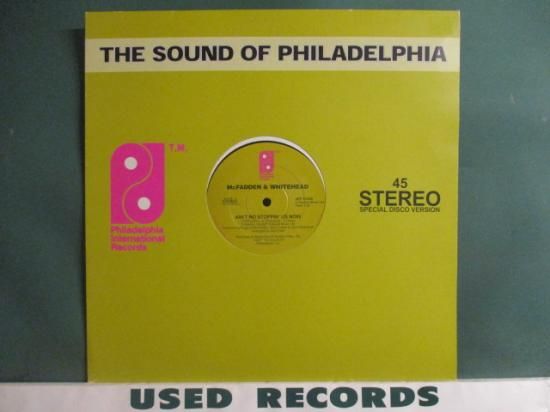 THE SOUND OF PHILADELPHIA
T.M.
Philadelphia
International
Records
McFADDEN & WHITEHEAD
AIN'T NO STOPPIN' US NOW
45
STEREO
SPECIAL DISCO VERSION
USED RECORDS